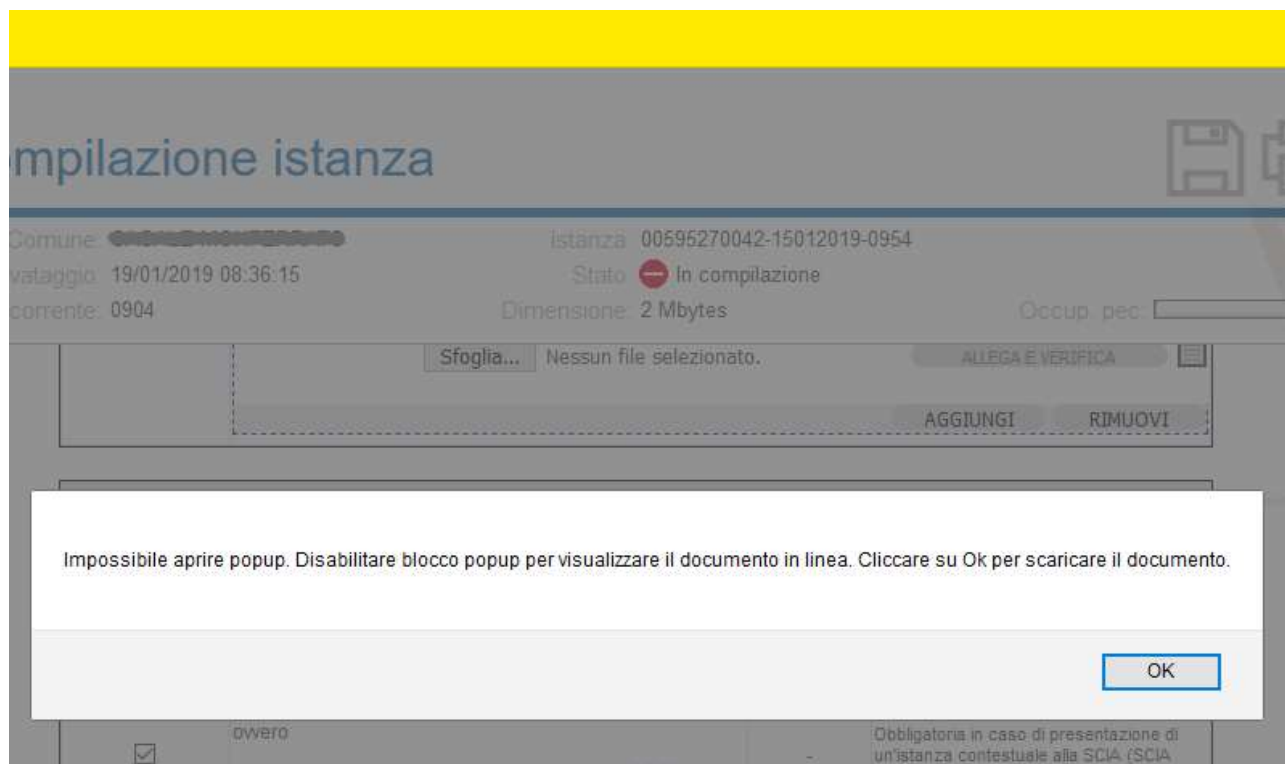 mpilazione istanza
Comune:
Istanza: 00595270042-15012019-0954
vataggio: 19/01/2019 08:36:15
Stato: In compilazione
corrente: 0904
Dimensione: 2 Mbytes
Occup. pec:
Sfoglia... Nessun file selezionato.
ALLEGA E VERIFICA
AGGIUNGI RIMUOVI
Impossibile aprire popup. Disabilitare blocco popup per visualizzare il documento in linea. Cliccare su Ok per scaricare il documento.
OK
ovvero
-
Obbligatoria in caso di presentazione di
un'istanza contestuale alla SCIA (SCIA